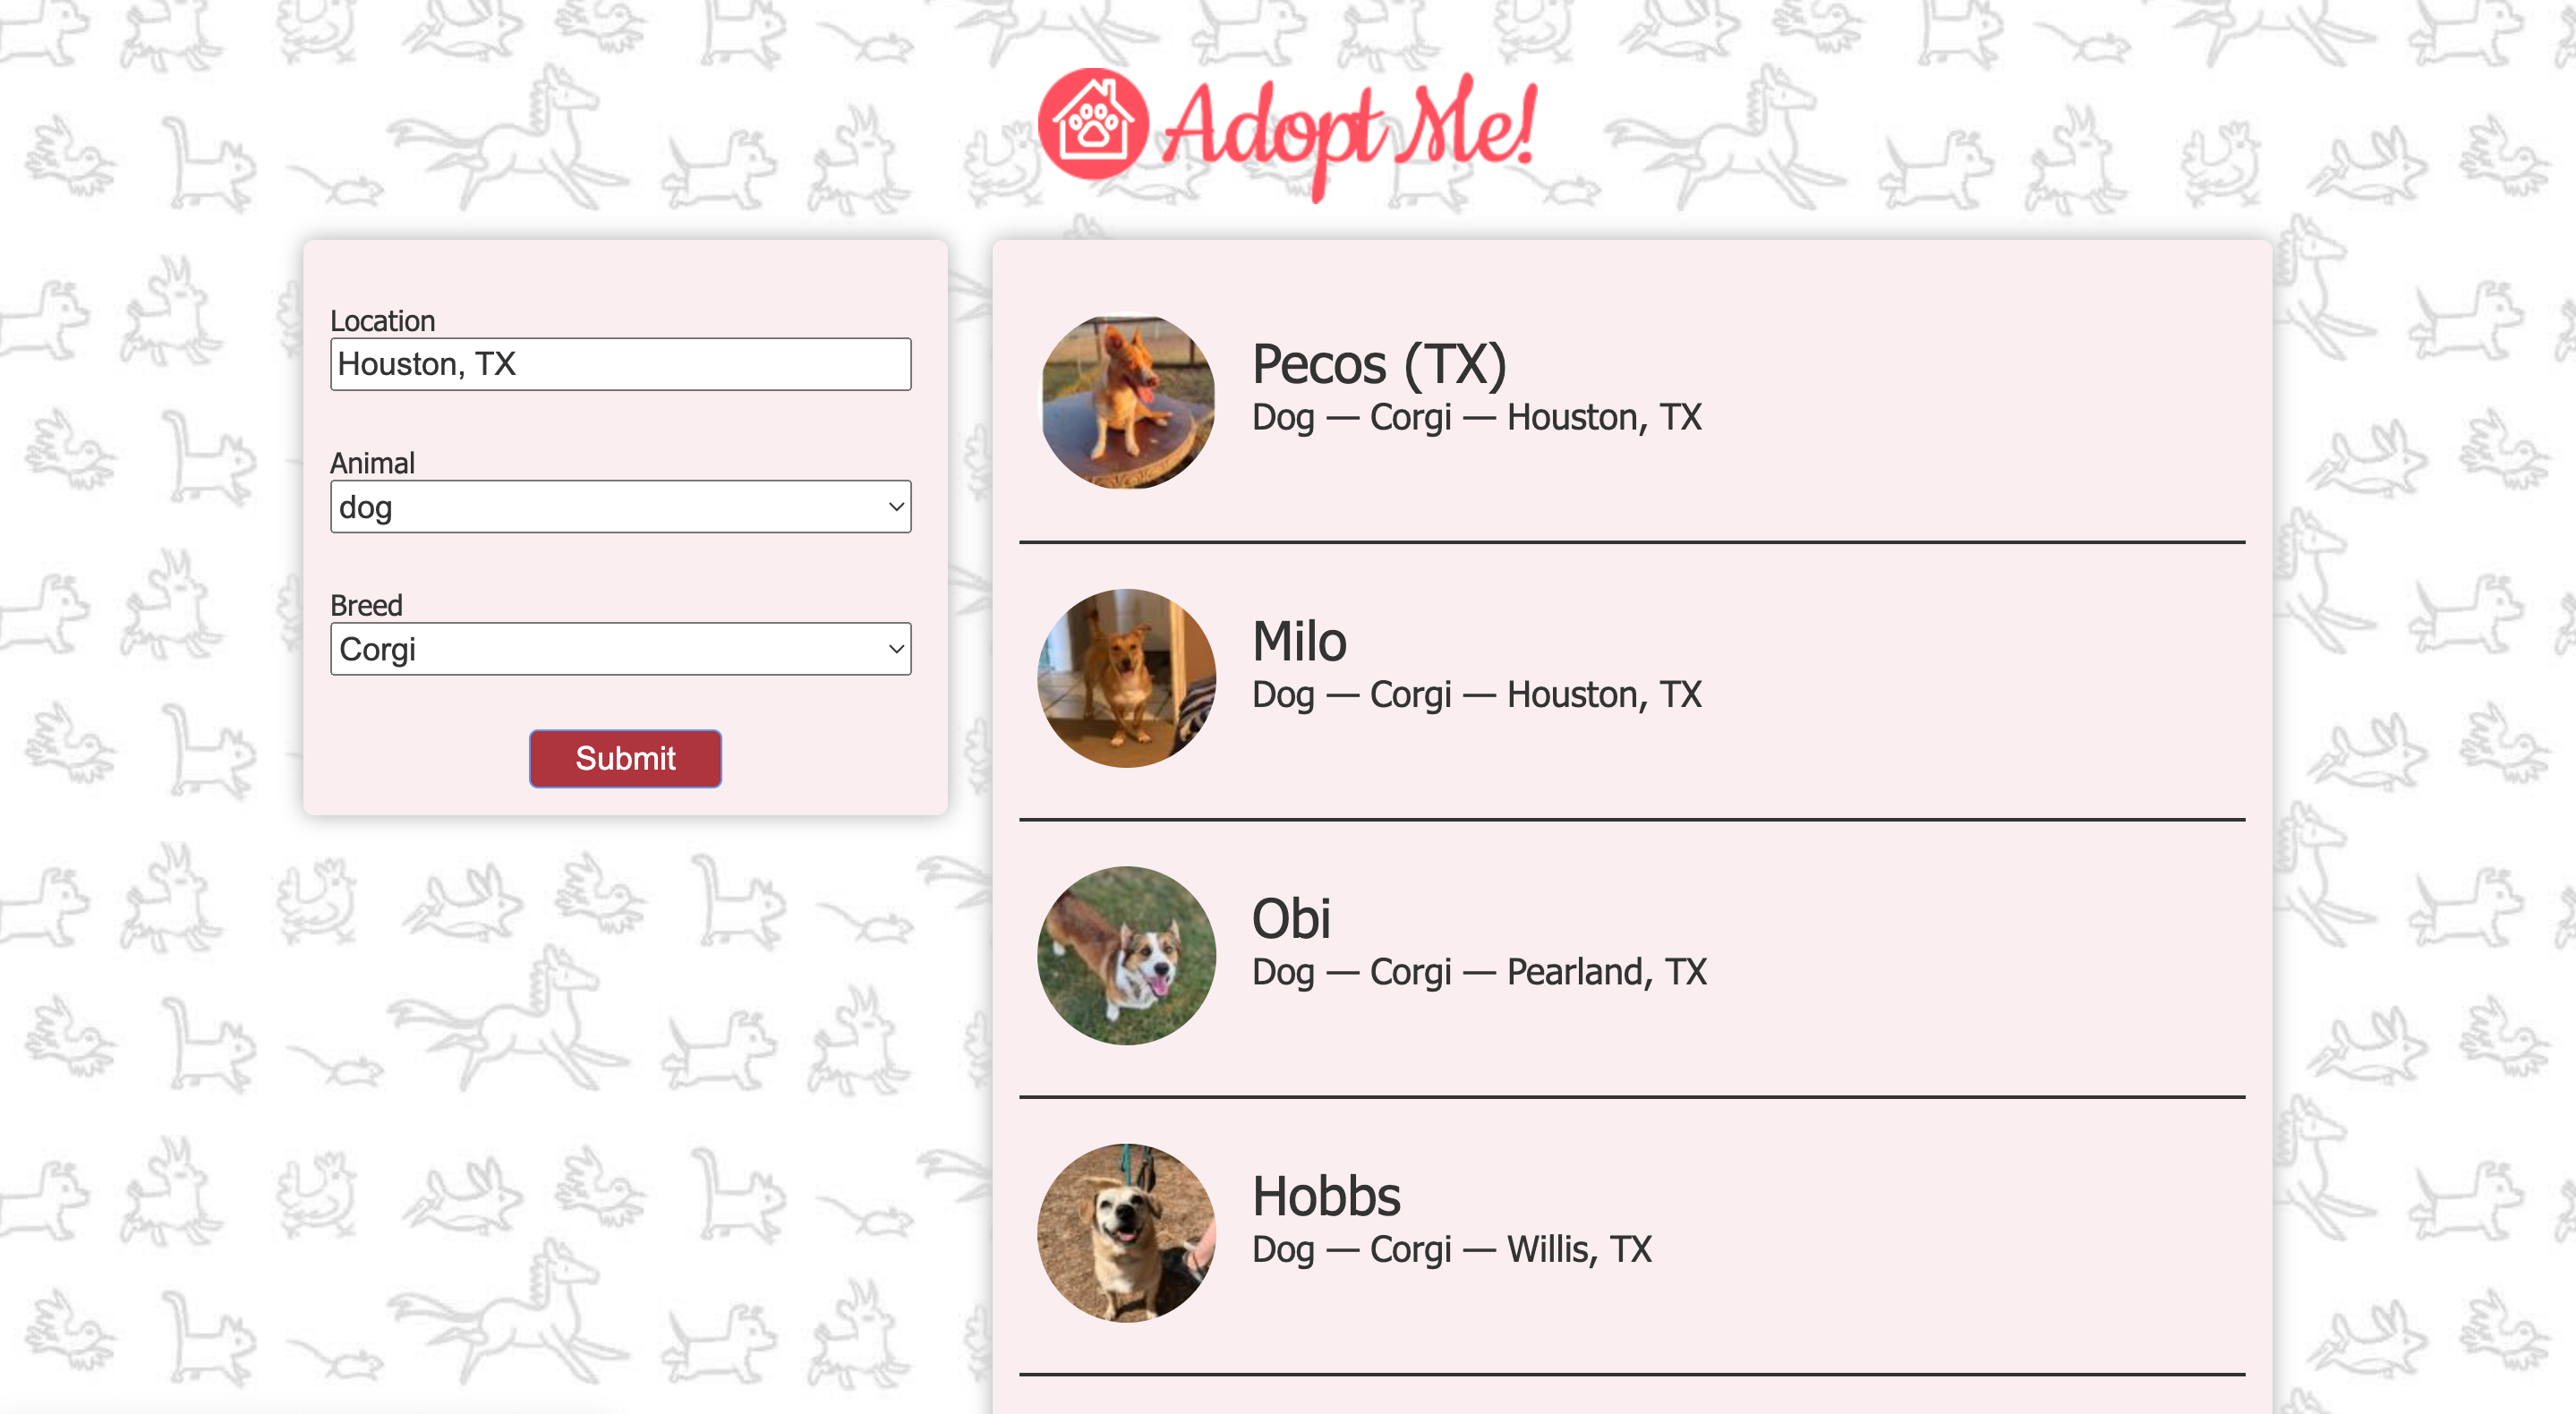 Adopt Me!
Location
Houston, TX
Animal
dog
Breed
Corgi
Submit
Pecos (TX)
Dog — Corgi — Houston, TX
Milo
Dog — Corgi — Houston, TX
Obi
Dog — Corgi — Pearland, TX
Hobbs
Dog — Corgi — Willis, TX